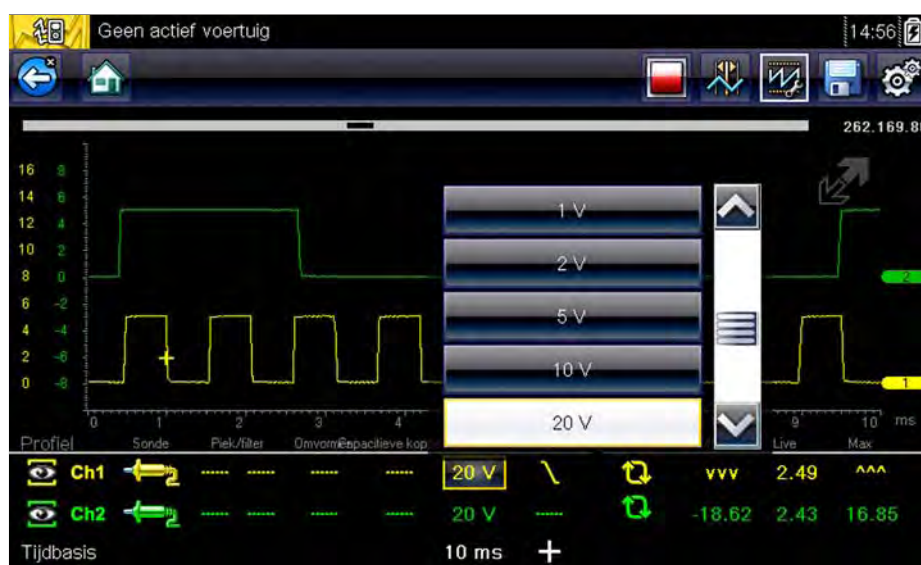 Geen actief voertuig 14:56
262.169.8
16 8
14 6
12 4
10 2
8 0
6 -2
4 -4
2 -6
0 -8
1 V
2 V
5 V
10 V
20 V
2
1
0 1 2 3 4 9 10 ms
Profiel Sonde Piek/filter Omvormen Capacitieve kop Live Max
Ch1 2 ----- ----- ----- ----- 20 V vvv 2.49 ^^^
Ch2 2 ----- ----- ----- ----- 20 V ----- -18.62 2.43 16.85
Tijdbasis 10 ms +